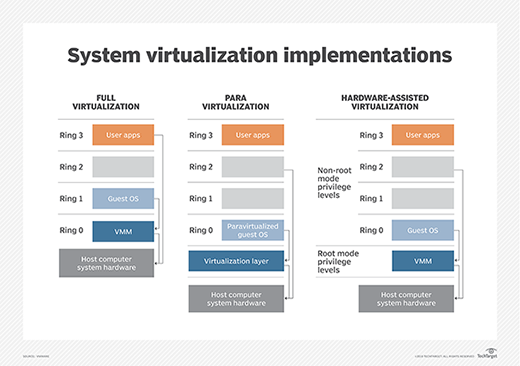 System virtualization implementations
FULL
VIRTUALIZATION
Ring 3
User apps
Ring 2
Ring 1
Guest OS
Ring 0
VMM
Host computer
system hardware
PARA
VIRTUALIZATION
Ring 3
User apps
Ring 2
Ring 1
Ring 0
Paravirtualized
guest OS
Virtualization layer
Host computer
system hardware
HARDWARE-ASSISTED
VIRTUALIZATION
Non-root
mode
privilege
levels
Ring 3
User apps
Ring 2
Ring 1
Ring 0
Guest OS
Root mode
privilege levels
VMM
Host computer
system hardware
TechTarget